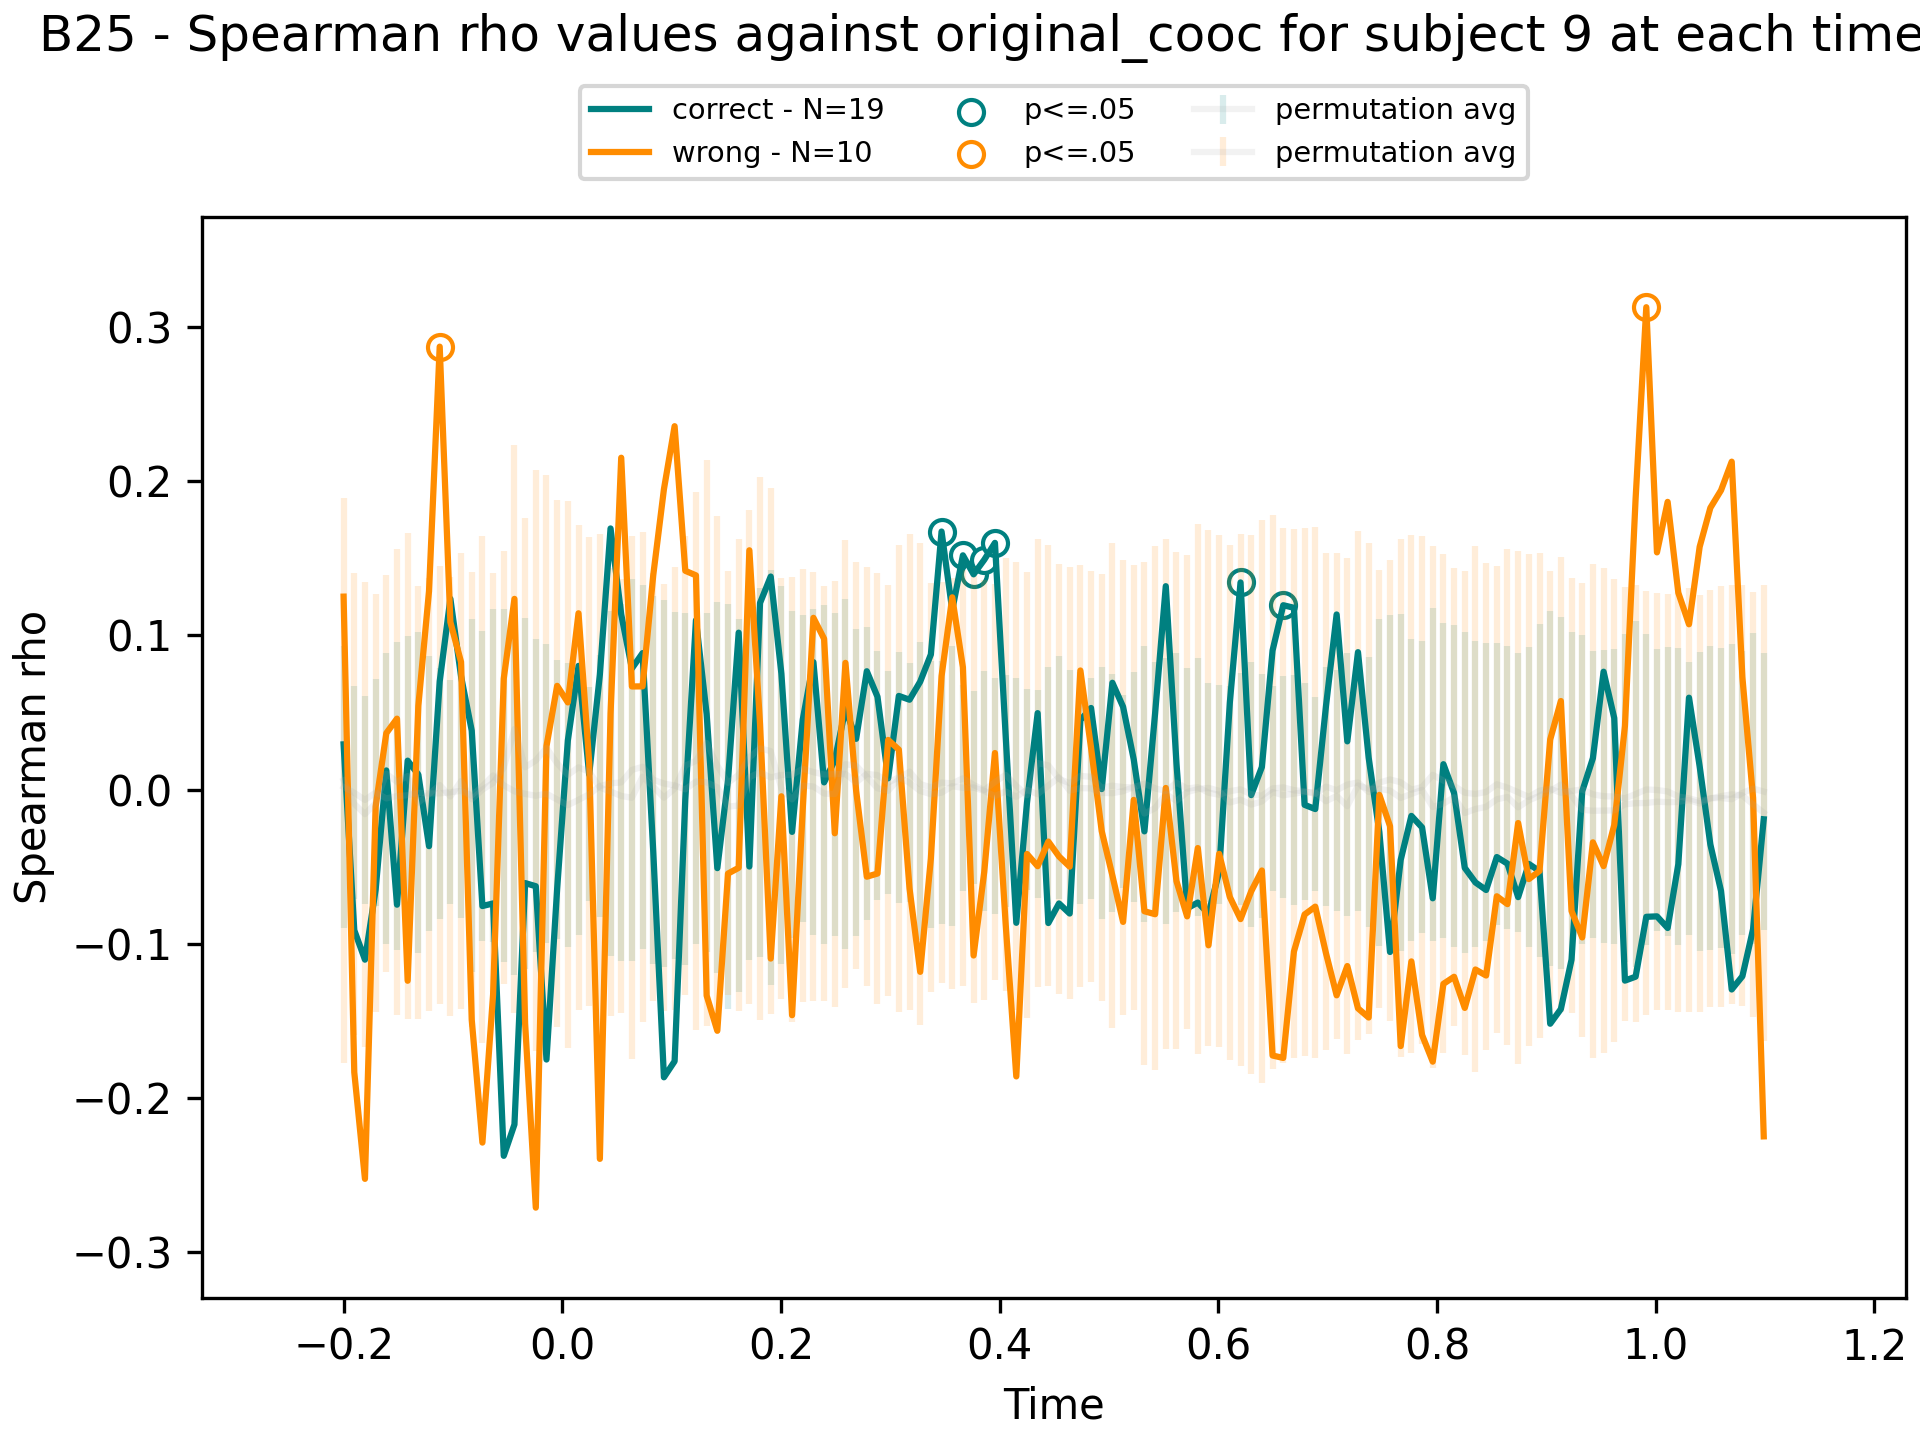 B25 - Spearman rho values against original_cooc for subject 9 at each time
correct - N=19
wrong - N=10
p<=.05
p<=.05
permutation avg
permutation avg
Spearman rho
0.3
0.2
0.1
0.0
−0.1
−0.2
−0.3
−0.2
0.0
0.2
0.4
0.6
0.8
1.0
1.2
Time